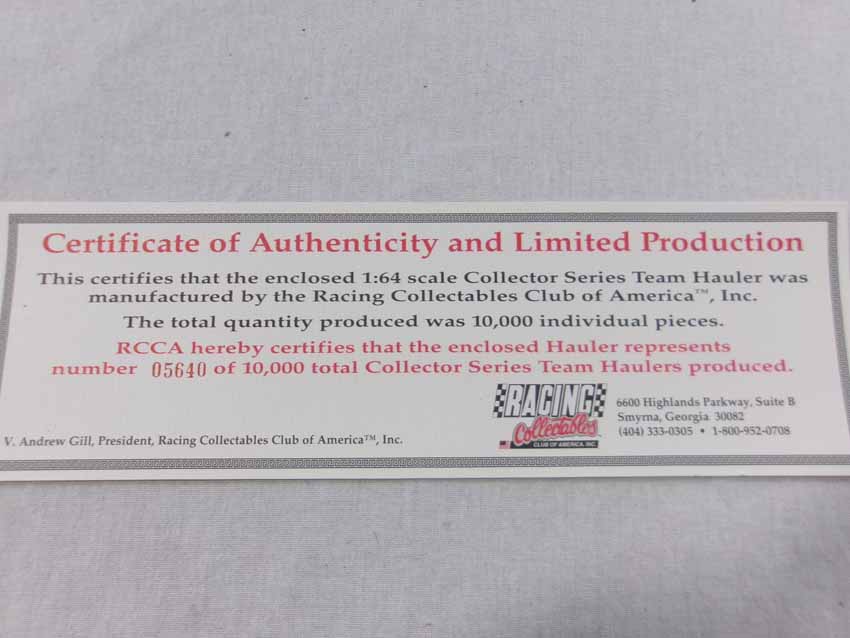 Certificate of Authenticity and Limited Production
This certifies that the enclosed 1:64 scale Collector Series Team Hauler was
manufactured by the Racing Collectables Club of America™, Inc.
The total quantity produced was 10,000 individual pieces.
RCCA hereby certifies that the enclosed Hauler represents
number 05640 of 10,000 total Collector Series Team Haulers produced.
RACING
Collectables
CLUB OF AMERICA, INC.
6600 Highlands Parkway, Suite B
Smyrna, Georgia 30082
(404) 333-0305 • 1-800-952-0708
V. Andrew Gill, President, Racing Collectables Club of America™, Inc.